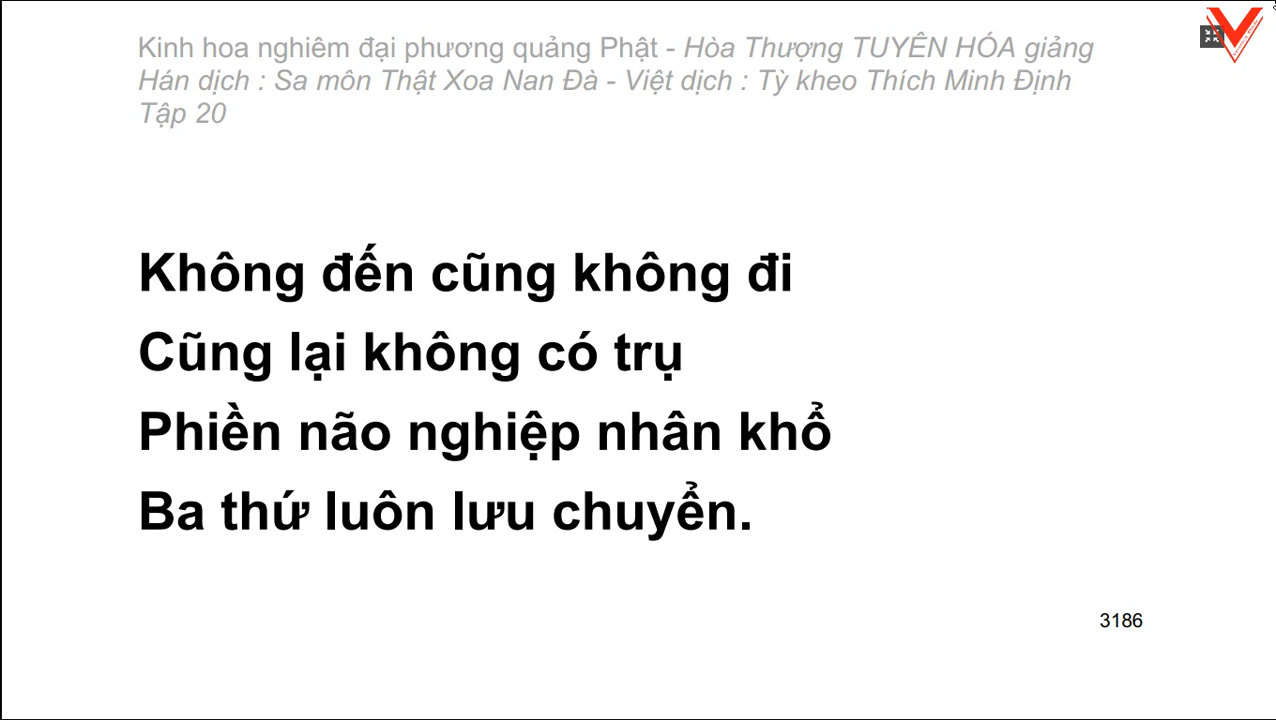 Kinh hoa nghiêm đại phương quảng Phật - Hòa Thượng TUYÊN HÓA giảng
Hán dịch : Sa môn Thật Xoa Nan Đà - Việt dịch : Tỳ kheo Thích Minh Định
Tập 20
Không đến cũng không đi
Cũng lại không có trụ
Phiền não nghiệp nhân khổ
Ba thứ luôn lưu chuyển.
3186